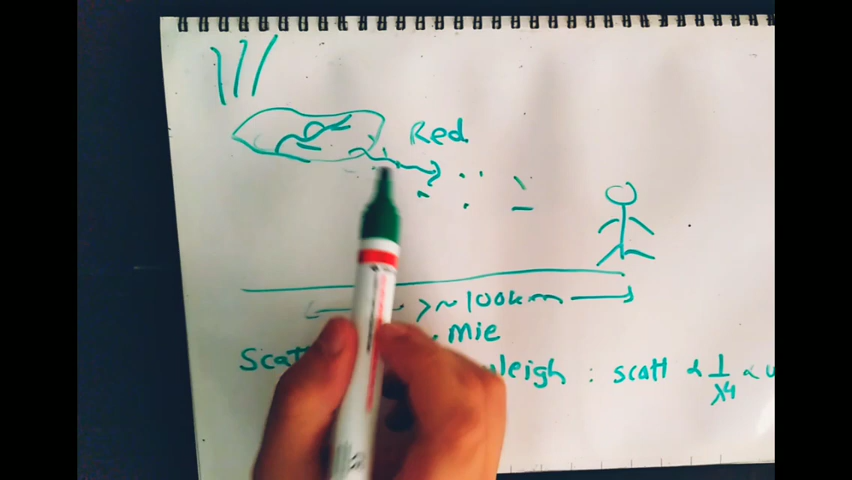 Red
>~100km
Mie
Scatt
leigh : scatt ∝ 1/λ4 ∝